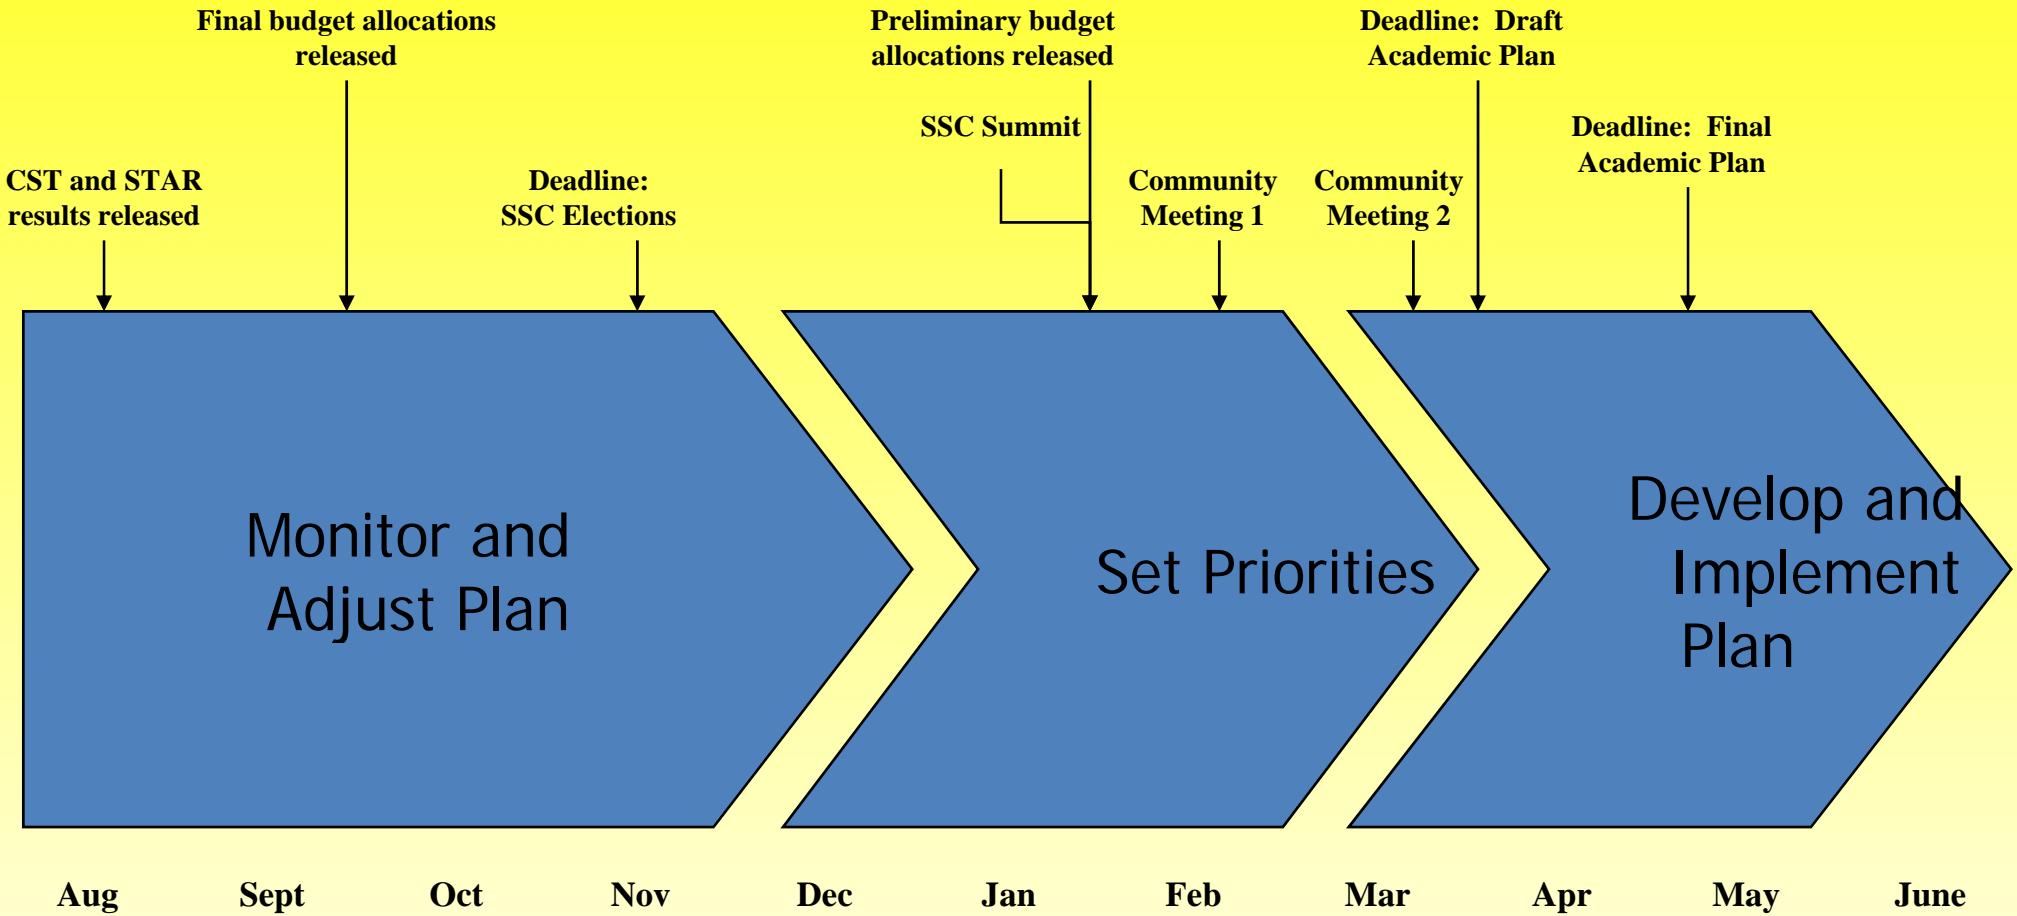 Final budget allocations
released
Preliminary budget
allocations released
Deadline:  Draft
Academic Plan
SSC Summit
Deadline:  Final
Academic Plan
CST and STAR
results released
Deadline:
SSC Elections
Community
Meeting 1
Community
Meeting 2
Monitor and
Adjust Plan
Set Priorities
Develop and
Implement
Plan
Aug Sept Oct Nov Dec Jan Feb Mar Apr May June